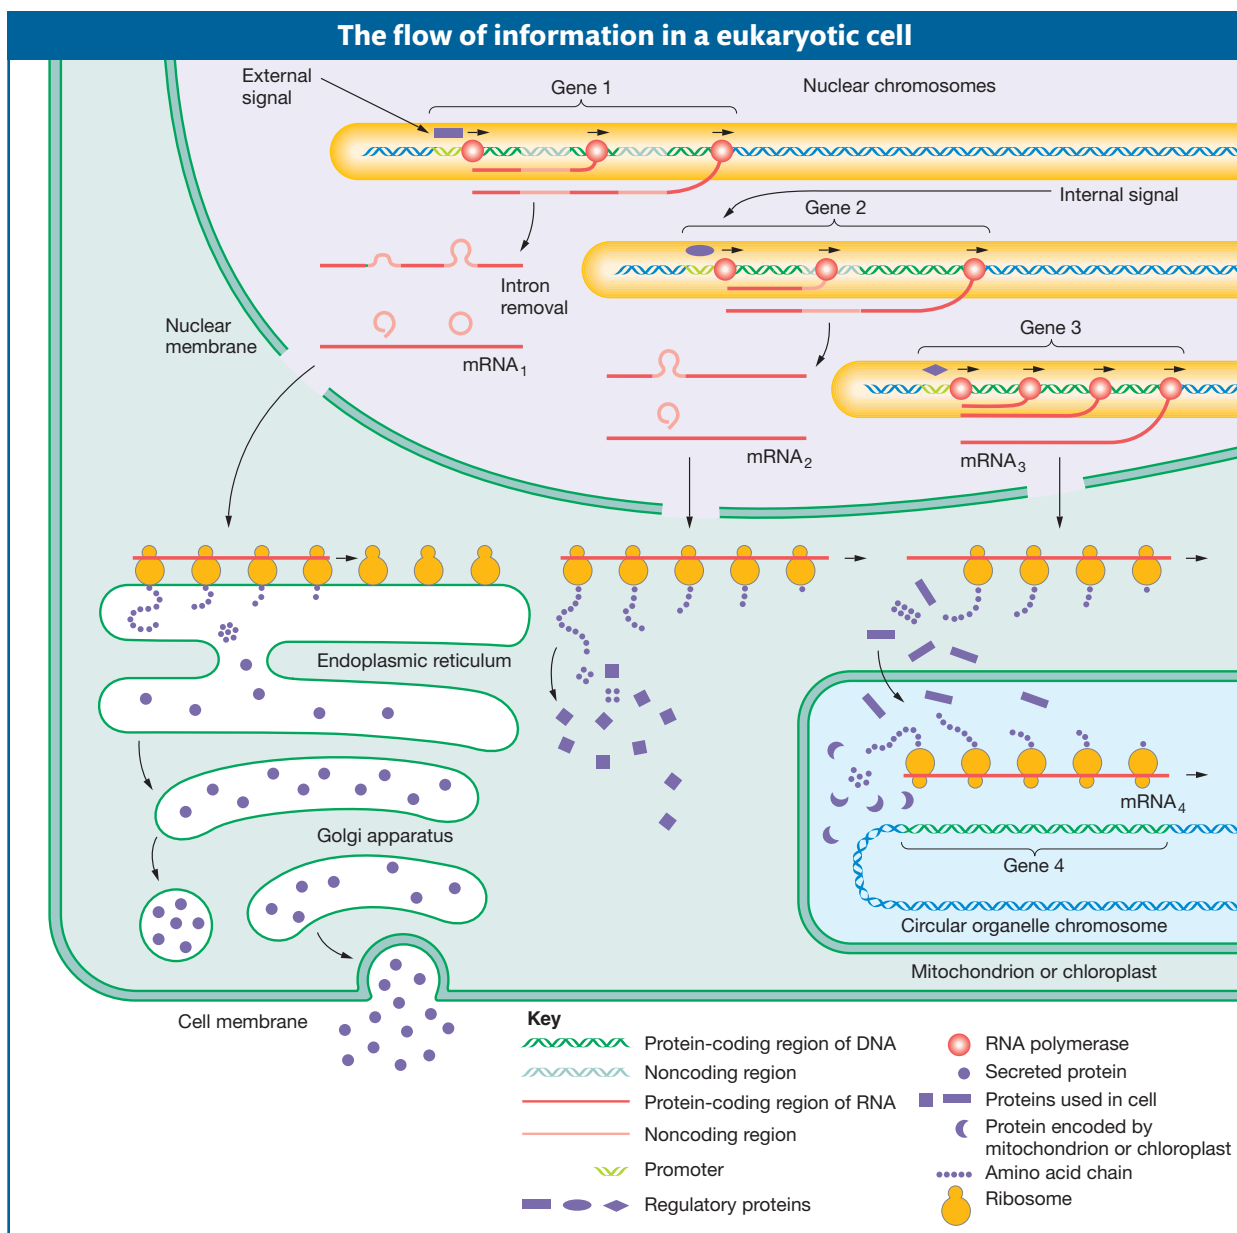 The flow of information in a eukaryotic cell
External
signal
Gene 1
Nuclear chromosomes
Internal signal
Gene 2
Intron
removal
Nuclear
membrane
mRNA1
Gene 3
mRNA2
mRNA3
Endoplasmic reticulum
mRNA4
Golgi apparatus
Gene 4
Circular organelle chromosome
Mitochondrion or chloroplast
Cell membrane
Key
Protein-coding region of DNA
Noncoding region
Protein-coding region of RNA
Noncoding region
Promoter
Regulatory proteins
RNA polymerase
Secreted protein
Proteins used in cell
Protein encoded by
mitochondrion or chloroplast
Amino acid chain
Ribosome